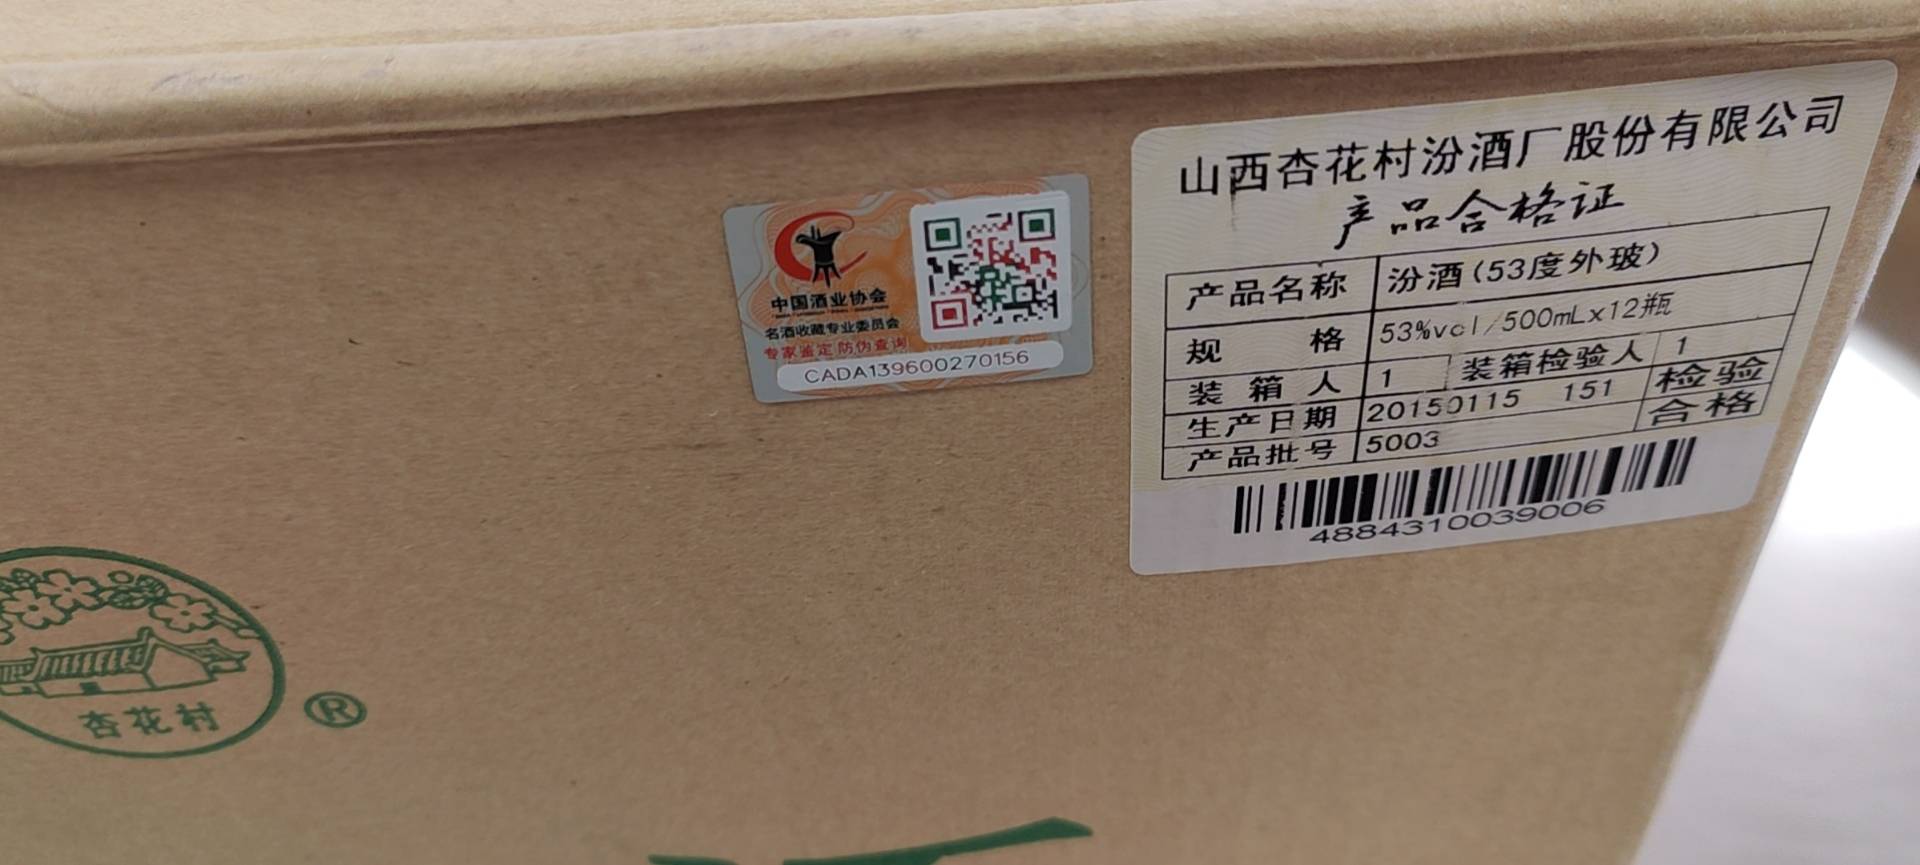 山西杏花村汾酒厂股份有限公司
产品合格证
产品名称 汾酒(53度外玻)
规格 53%vol/500mLx12瓶
装箱人 1 装箱检验人 1
生产日期 20150115 151 检验
产品批号 5003 合格
4884310039006
中国酒业协会
名酒收藏专业委员会
专家鉴定 防伪查询
CADA139600270156
杏花村
®